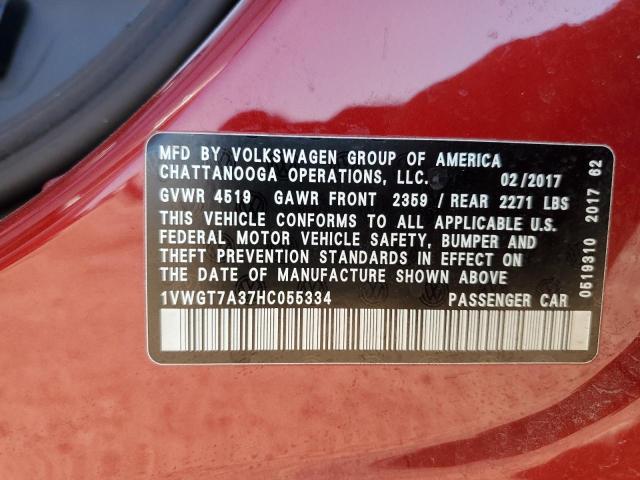 MFD BY VOLKSWAGEN GROUP OF AMERICA
CHATTANOOGA OPERATIONS, LLC. 02/2017
GVWR 4519 GAWR FRONT 2359 / REAR 2271 LBS
THIS VEHICLE CONFORMS TO ALL APPLICABLE U.S.
FEDERAL MOTOR VEHICLE SAFETY, BUMPER AND
THEFT PREVENTION STANDARDS IN EFFECT ON
THE DATE OF MANUFACTURE SHOWN ABOVE
1VWGT7A37HC055334 PASSENGER CAR
0519310 2017 62